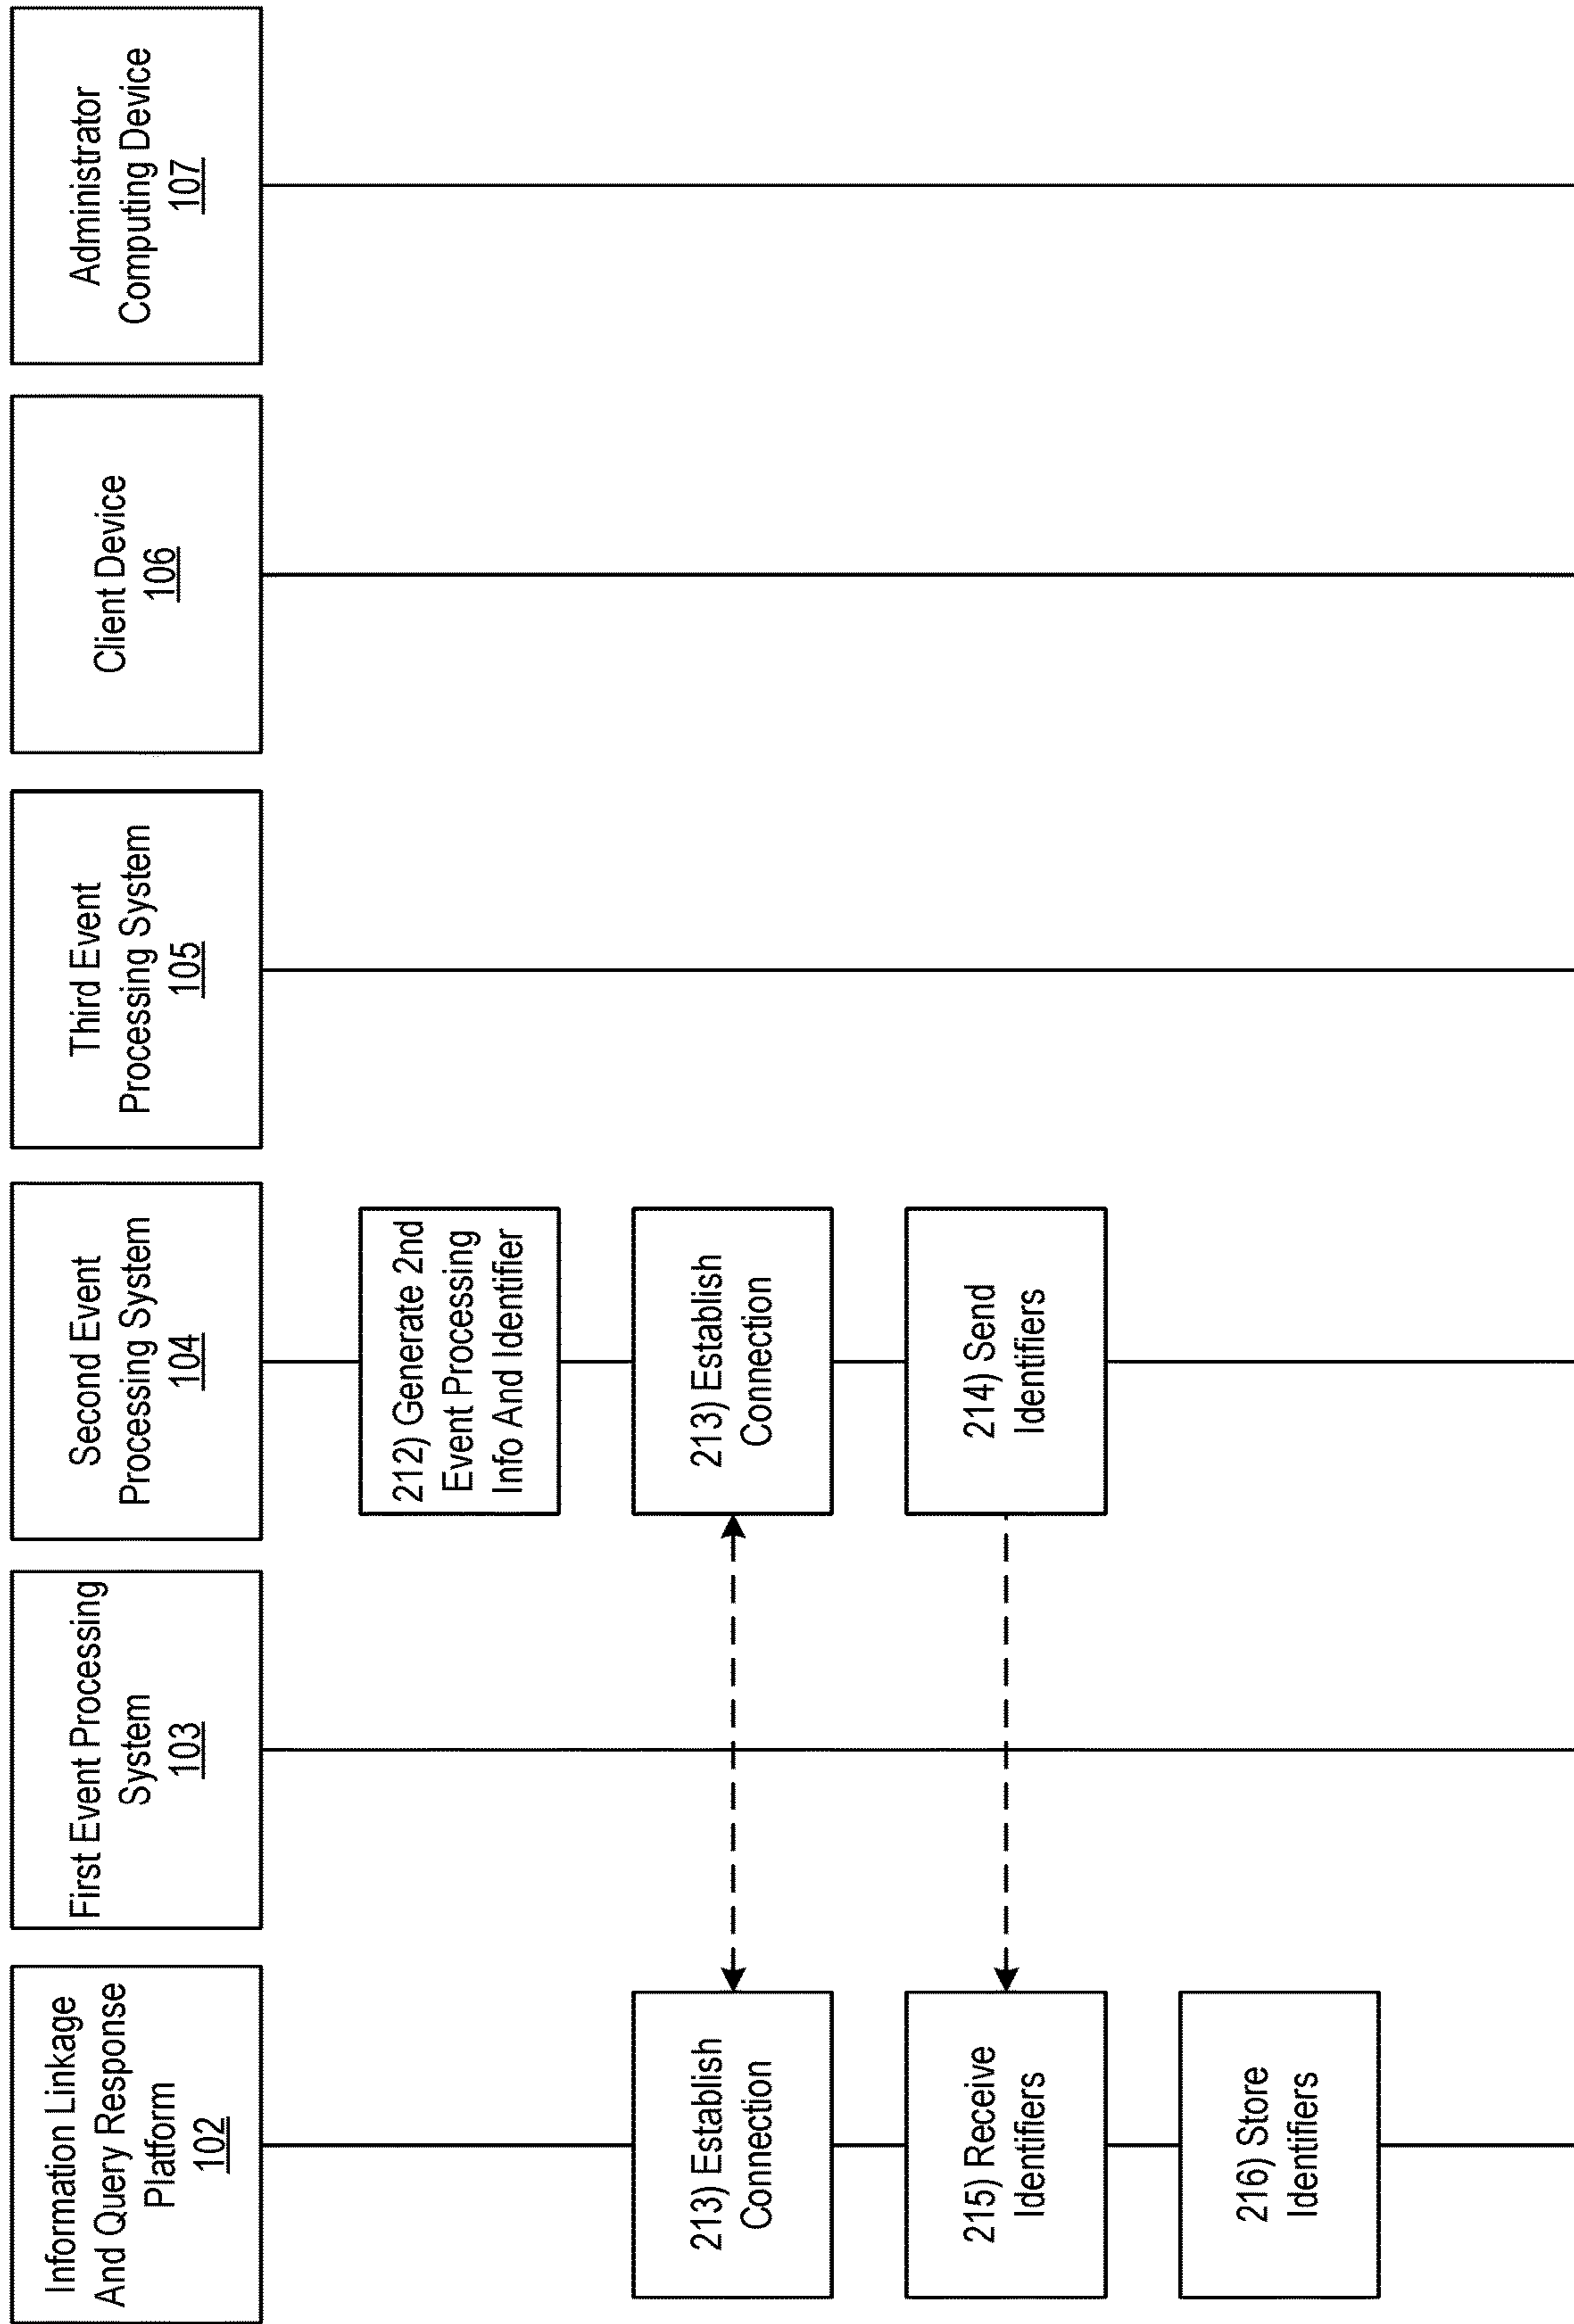 Information Linkage
And Query Response
Platform
102
First Event Processing
System
103
Second Event
Processing System
104
Third Event
Processing System
105
Client Device
106
Administrator
Computing Device
107
212) Generate 2nd
Event Processing
Info And Identifier
213) Establish
Connection
213) Establish
Connection
214) Send
Identifiers
215) Receive
Identifiers
216) Store
Identifiers